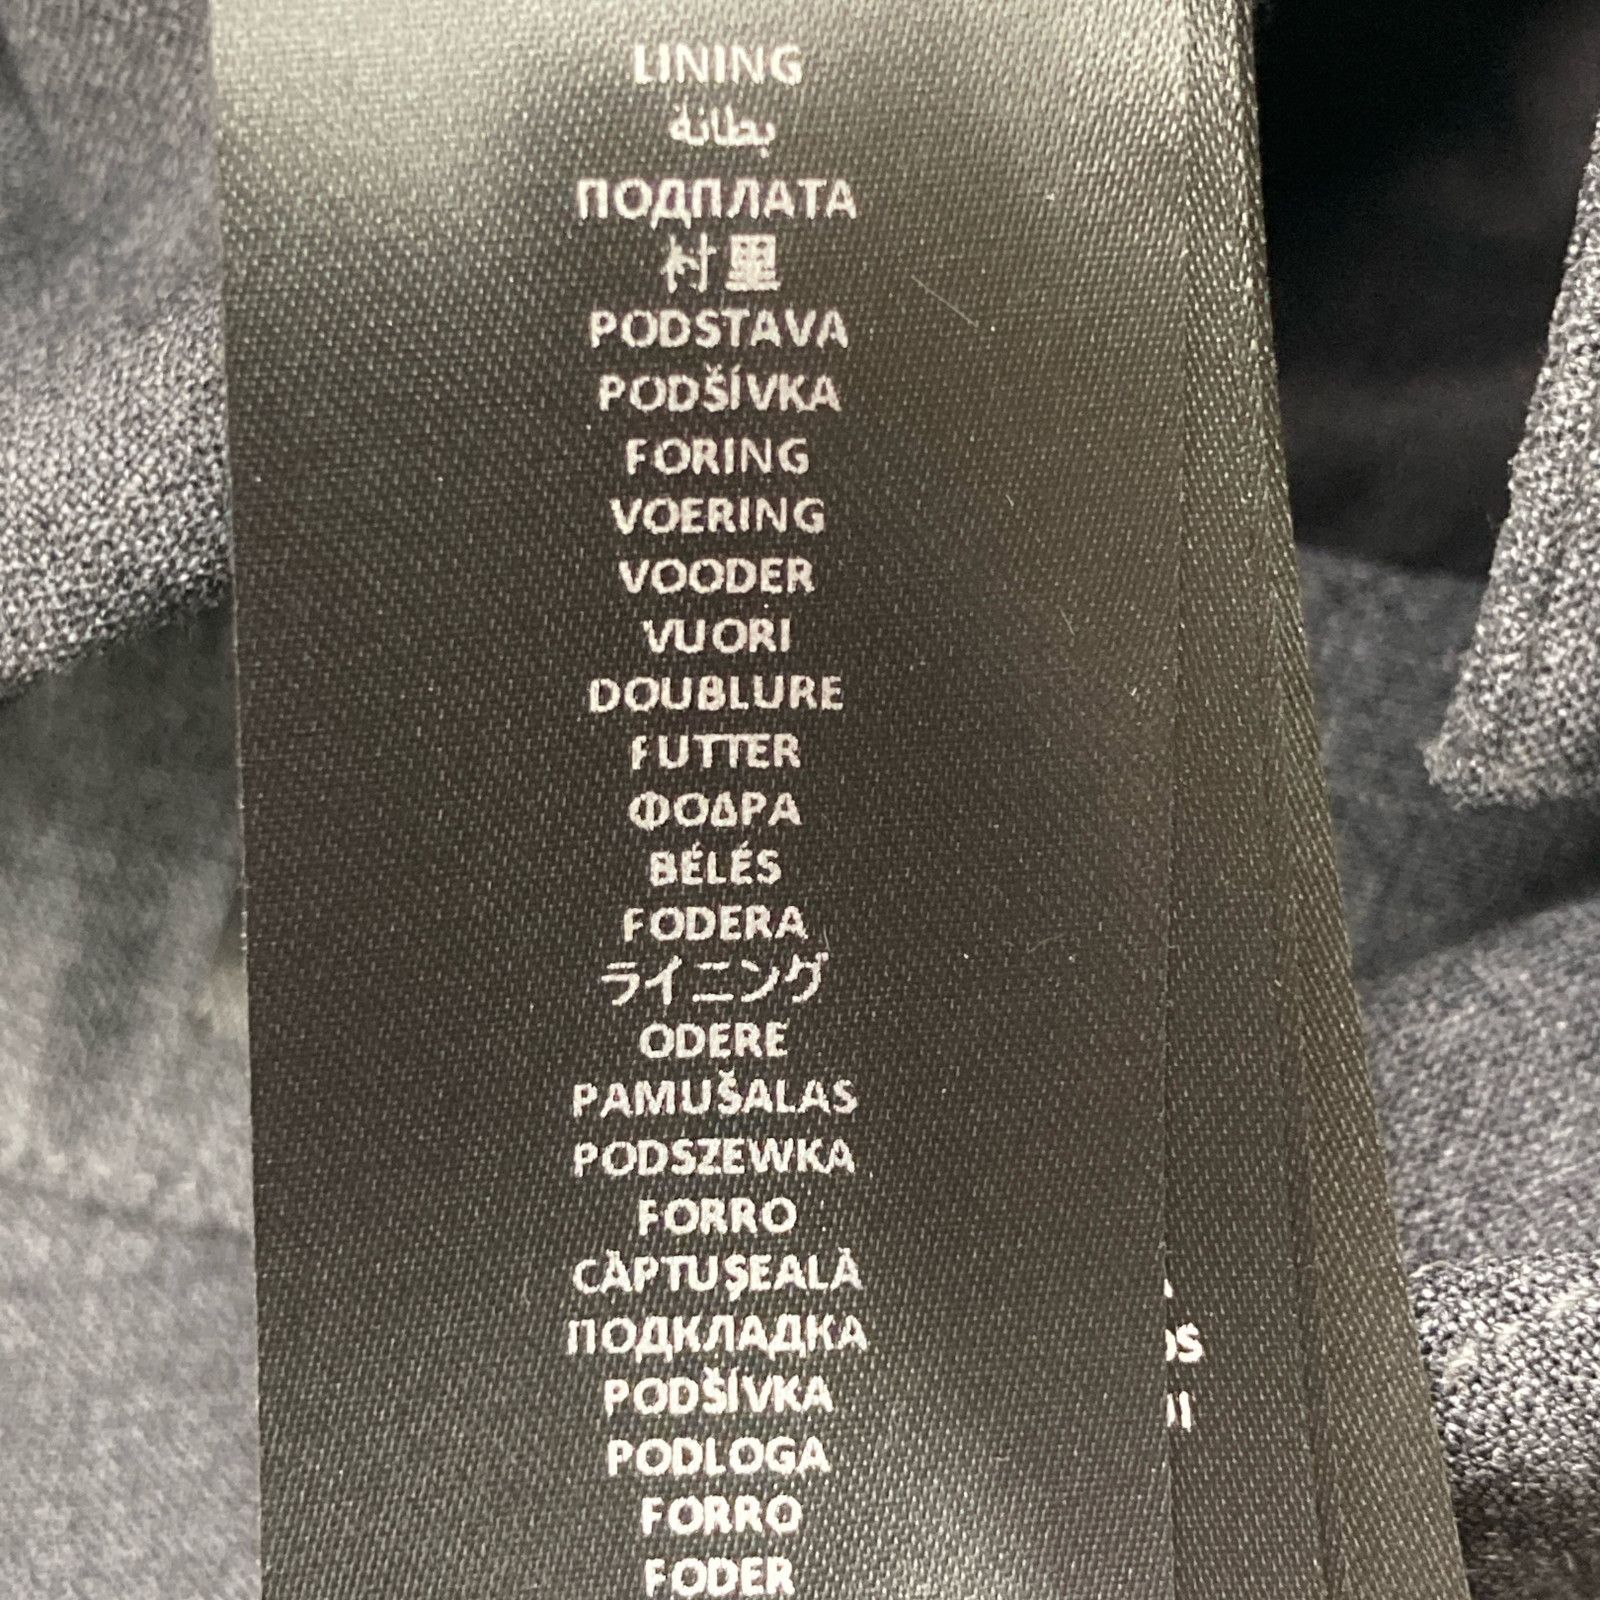 LINING
بطانة
ПОДПЛАТА
衬里
PODSTAVA
PODŠÍVKA
FORING
VOERING
VOODER
VUORI
DOUBLURE
FUTTER
ΦΟΔΡΑ
BÉLÉS
FODERA
ライニング
ODERE
PAMUŠALAS
PODSZEWKA
FORRO
CÀPTUŞEALÀ
ПОДКЛАДКА
PODŠÍVKA
PODLOGA
FORRO
FODER